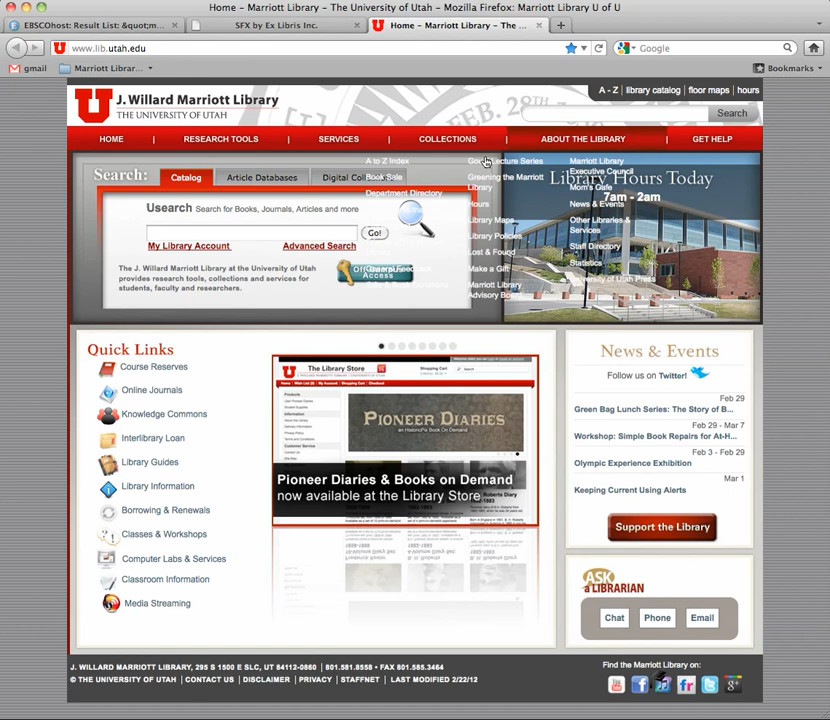 Home - Marriott Library - The University of Utah - Mozilla Firefox: Marriott Library U of U
EBSCOhost: Result List: &quot;m...
SFX by Ex Libris Inc.
Home - Marriott Library - The ...
www.lib.utah.edu
Google
gmail
Marriott Librar...
Bookmarks
A - Z | library catalog | floor maps | hours
J. Willard Marriott Library
THE UNIVERSITY OF UTAH
FEB. 28TH
Search
HOME | RESEARCH TOOLS | SERVICES | COLLECTIONS | ABOUT THE LIBRARY | GET HELP
A to Z Index
Book Sale
Department Directory
Lecture Series
Greening the Marriott
Library
Hours
Library Maps
Library Policies
Lost & Found
Make a Gift
Marriott Library
Advisory Board
Marriott Library
Executive Council
Mom's Cafe
News & Events
Other Libraries &
Services
Staff Directory
Statistics
University of Utah Press
Search:
Catalog
Article Databases
Digital
Library Hours Today
7am - 2am
Usearch Search for Books, Journals, Articles and more
Go!
My Library Account
Advanced Search
The J. Willard Marriott Library at the University of Utah
provides research tools, collections and services for
students, faculty and researchers.
Access
Quick Links
Course Reserves
Online Journals
Knowledge Commons
Interlibrary Loan
Library Guides
Library Information
Borrowing & Renewals
Classes & Workshops
Computer Labs & Services
Classroom Information
Media Streaming
The Library Store
PIONEER DIARIES
an HistoricPix Book On Demand
Pioneer Diaries & Books on Demand
now available at the Library Store
News & Events
Follow us on Twitter!
Feb 29
Green Bag Lunch Series: The Story of B...
Feb 29 - Mar 7
Workshop: Simple Book Repairs for At-H...
Feb 3 - Feb 29
Olympic Experience Exhibition
Mar 1
Keeping Current Using Alerts
Support the Library
ASK
a LIBRARIAN
Chat
Phone
Email
J. WILLARD MARRIOTT LIBRARY, 295 S 1500 E SLC, UT 84112-0860 | 801.581.8558 • FAX 801.585.3464
© THE UNIVERSITY OF UTAH | CONTACT US | DISCLAIMER | PRIVACY | STAFFNET | LAST MODIFIED 2/22/12
Find the Marriott Library on: